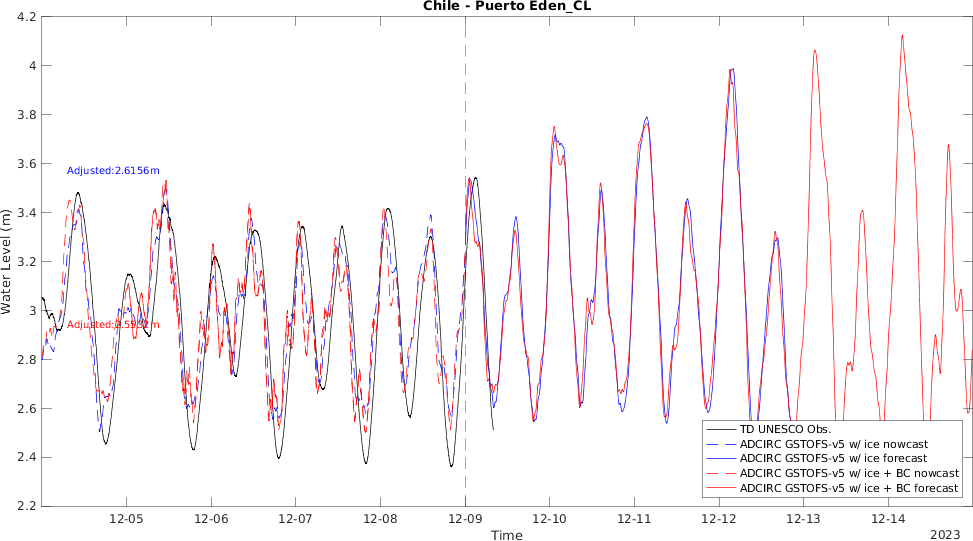 Chile - Puerto Eden_CL
4.2
4
3.8
3.6
3.4
3.2
3
2.8
2.6
2.4
2.2
Water Level (m)
Adjusted:2.6156m
12-05
12-06
12-07
12-08
12-09
12-10
12-11
12-12
12-13
12-14
Time
2023
TD UNESCO Obs.
ADCIRC GSTOFS-v5 w/ ice nowcast
ADCIRC GSTOFS-v5 w/ ice forecast
ADCIRC GSTOFS-v5 w/ ice + BC nowcast
ADCIRC GSTOFS-v5 w/ ice + BC forecast